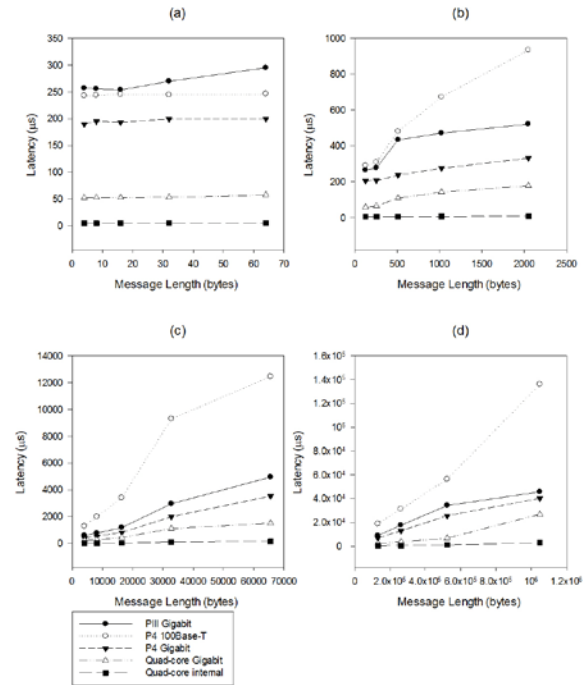 (a)
350
300
250
200
150
100
50
0
Latency (µs)
0 10 20 30 40 50 60 70
Message Length (bytes)
(b)
1000
800
600
400
200
0
Latency (µs)
0 500 1000 1500 2000 2500
Message Length (bytes)
(c)
14000
12000
10000
8000
6000
4000
2000
0
Latency (µs)
0 10000 20000 30000 40000 50000 60000 70000
Message Length (bytes)
(d)
1.6x10⁵
1.4x10⁵
1.2x10⁵
1.0x10⁵
8.0x10⁴
6.0x10⁴
4.0x10⁴
2.0x10⁴
0
Latency (µs)
0 2.0x10⁵ 4.0x10⁵ 6.0x10⁵ 8.0x10⁵ 10⁶ 1.2x10⁶
Message Length (bytes)
PIII Gigabit
P4 100Base-T
P4 Gigabit
Quad-core Gigabit
Quad-core internal